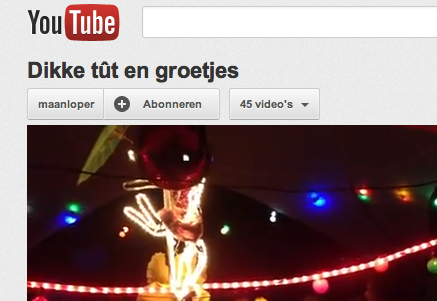 YouTube
Dikke tût en groetjes
maanloper Abonneren 45 video's